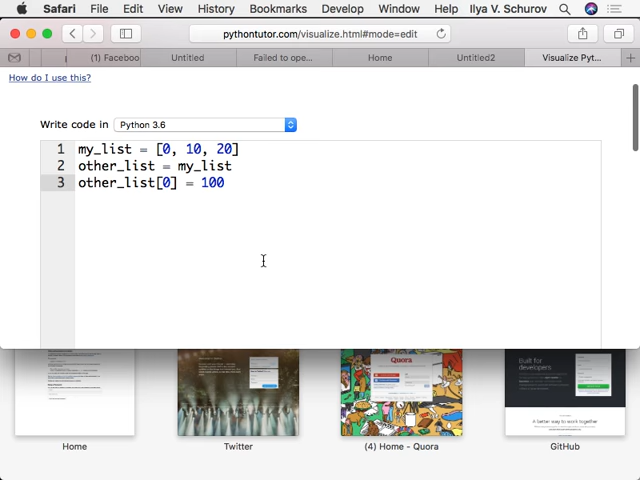 Safari File Edit View History Bookmarks Develop Window Help Ilya V. Schurov
pythontutor.com/visualize.html#mode=edit
(1) Faceboo Untitled Failed to ope... Home Untitled2 Visualize Pyt...
How do I use this?
Write code in Python 3.6
1 my_list = [0, 10, 20]
2 other_list = my_list
3 other_list[0] = 100
Quora
Built for
developers
A better way to work together
Home Twitter (4) Home - Quora GitHub